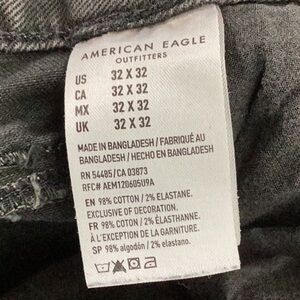 AMERICAN EAGLE
OUTFITTERS
US 32 X 32
CA 32 X 32
MX 32 X 32
UK 32 X 32
MADE IN BANGLADESH / FABRIQUÉ AU
BANGLADESH / HECHO EN BANGLADESH
RN 54485/CA 03873
RFC# AEM120605U9A
EN 98% COTTON / 2% ELASTANE.
EXCLUSIVE OF DECORATION.
FR 98% COTON / 2% ÉLASTHANNE.
À L'EXCEPTION DE LA GARNITURE.
SP 98% algodón / 2% elastano.